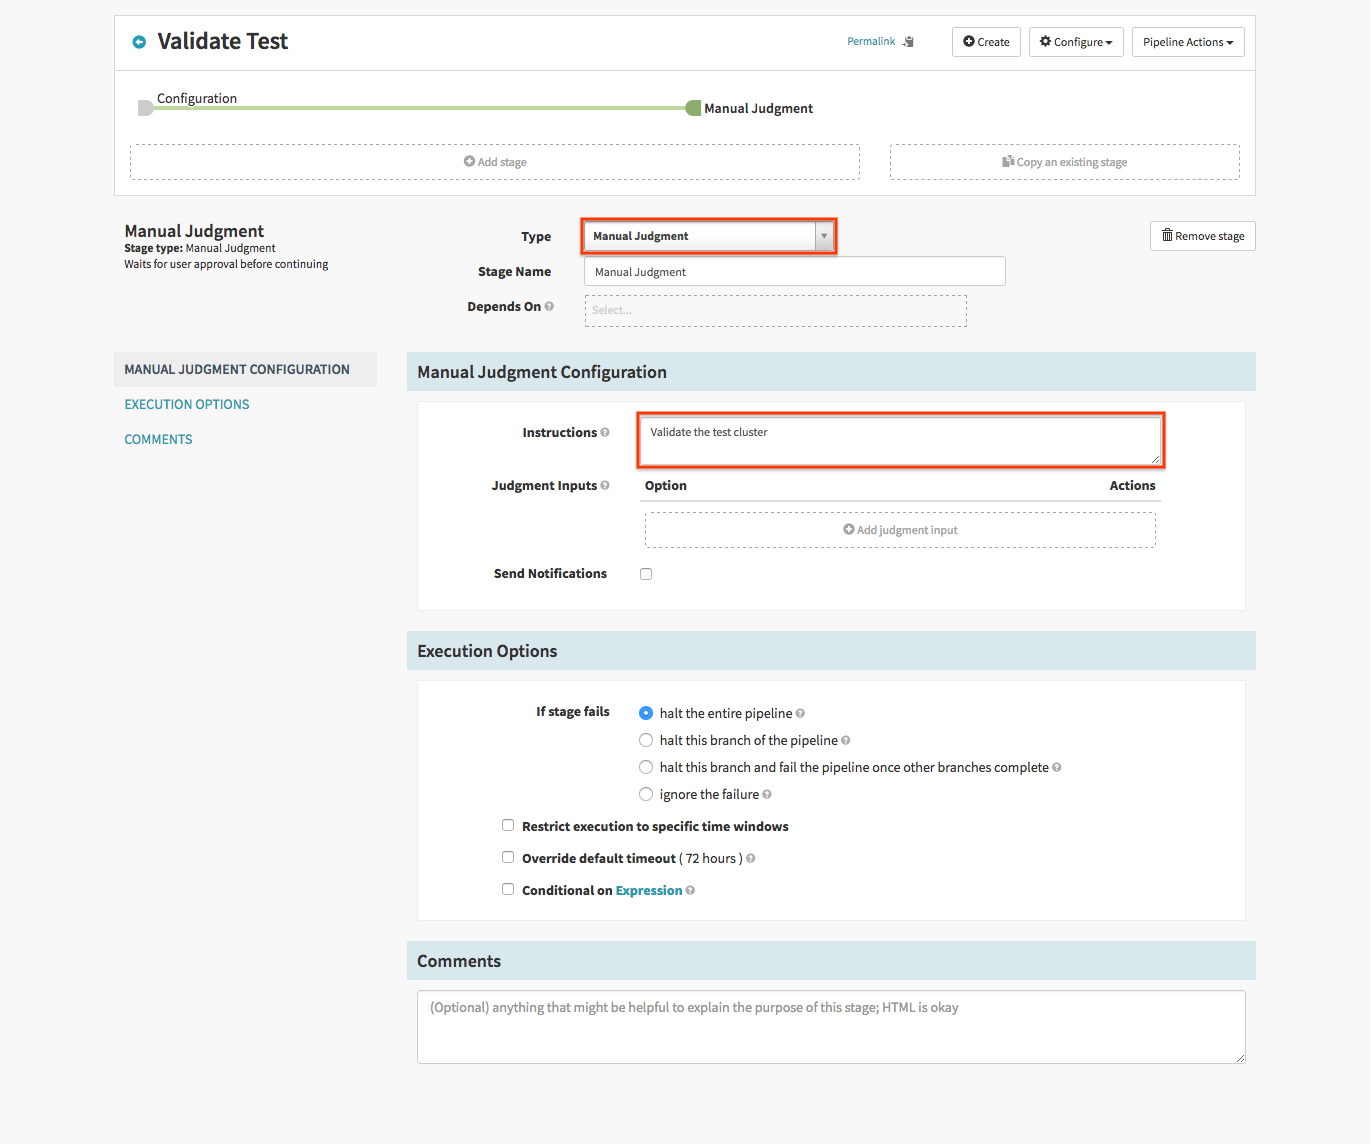 Validate Test
Permalink
Create
Configure
Pipeline Actions
Configuration
Manual Judgment
Add stage
Copy an existing stage
Manual Judgment
Stage type: Manual Judgment
Waits for user approval before continuing
Type
Manual Judgment
Remove stage
Stage Name
Manual Judgment
Depends On
Select...
MANUAL JUDGMENT CONFIGURATION
EXECUTION OPTIONS
COMMENTS
Manual Judgment Configuration
Instructions
Validate the test cluster
Judgment Inputs
Option
Actions
Add judgment input
Send Notifications
Execution Options
If stage fails
halt the entire pipeline
halt this branch of the pipeline
halt this branch and fail the pipeline once other branches complete
ignore the failure
Restrict execution to specific time windows
Override default timeout ( 72 hours )
Conditional on Expression
Comments
(Optional) anything that might be helpful to explain the purpose of this stage; HTML is okay